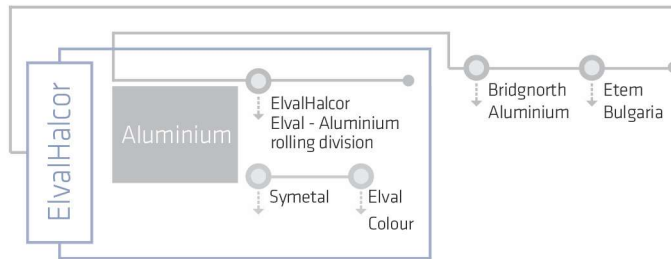 ElvalHalcor
Aluminium
ElvalHalcor
Elval - Aluminium
rolling division
Symetal
Elval
Colour
Bridgnorth
Aluminium
Etem
Bulgaria